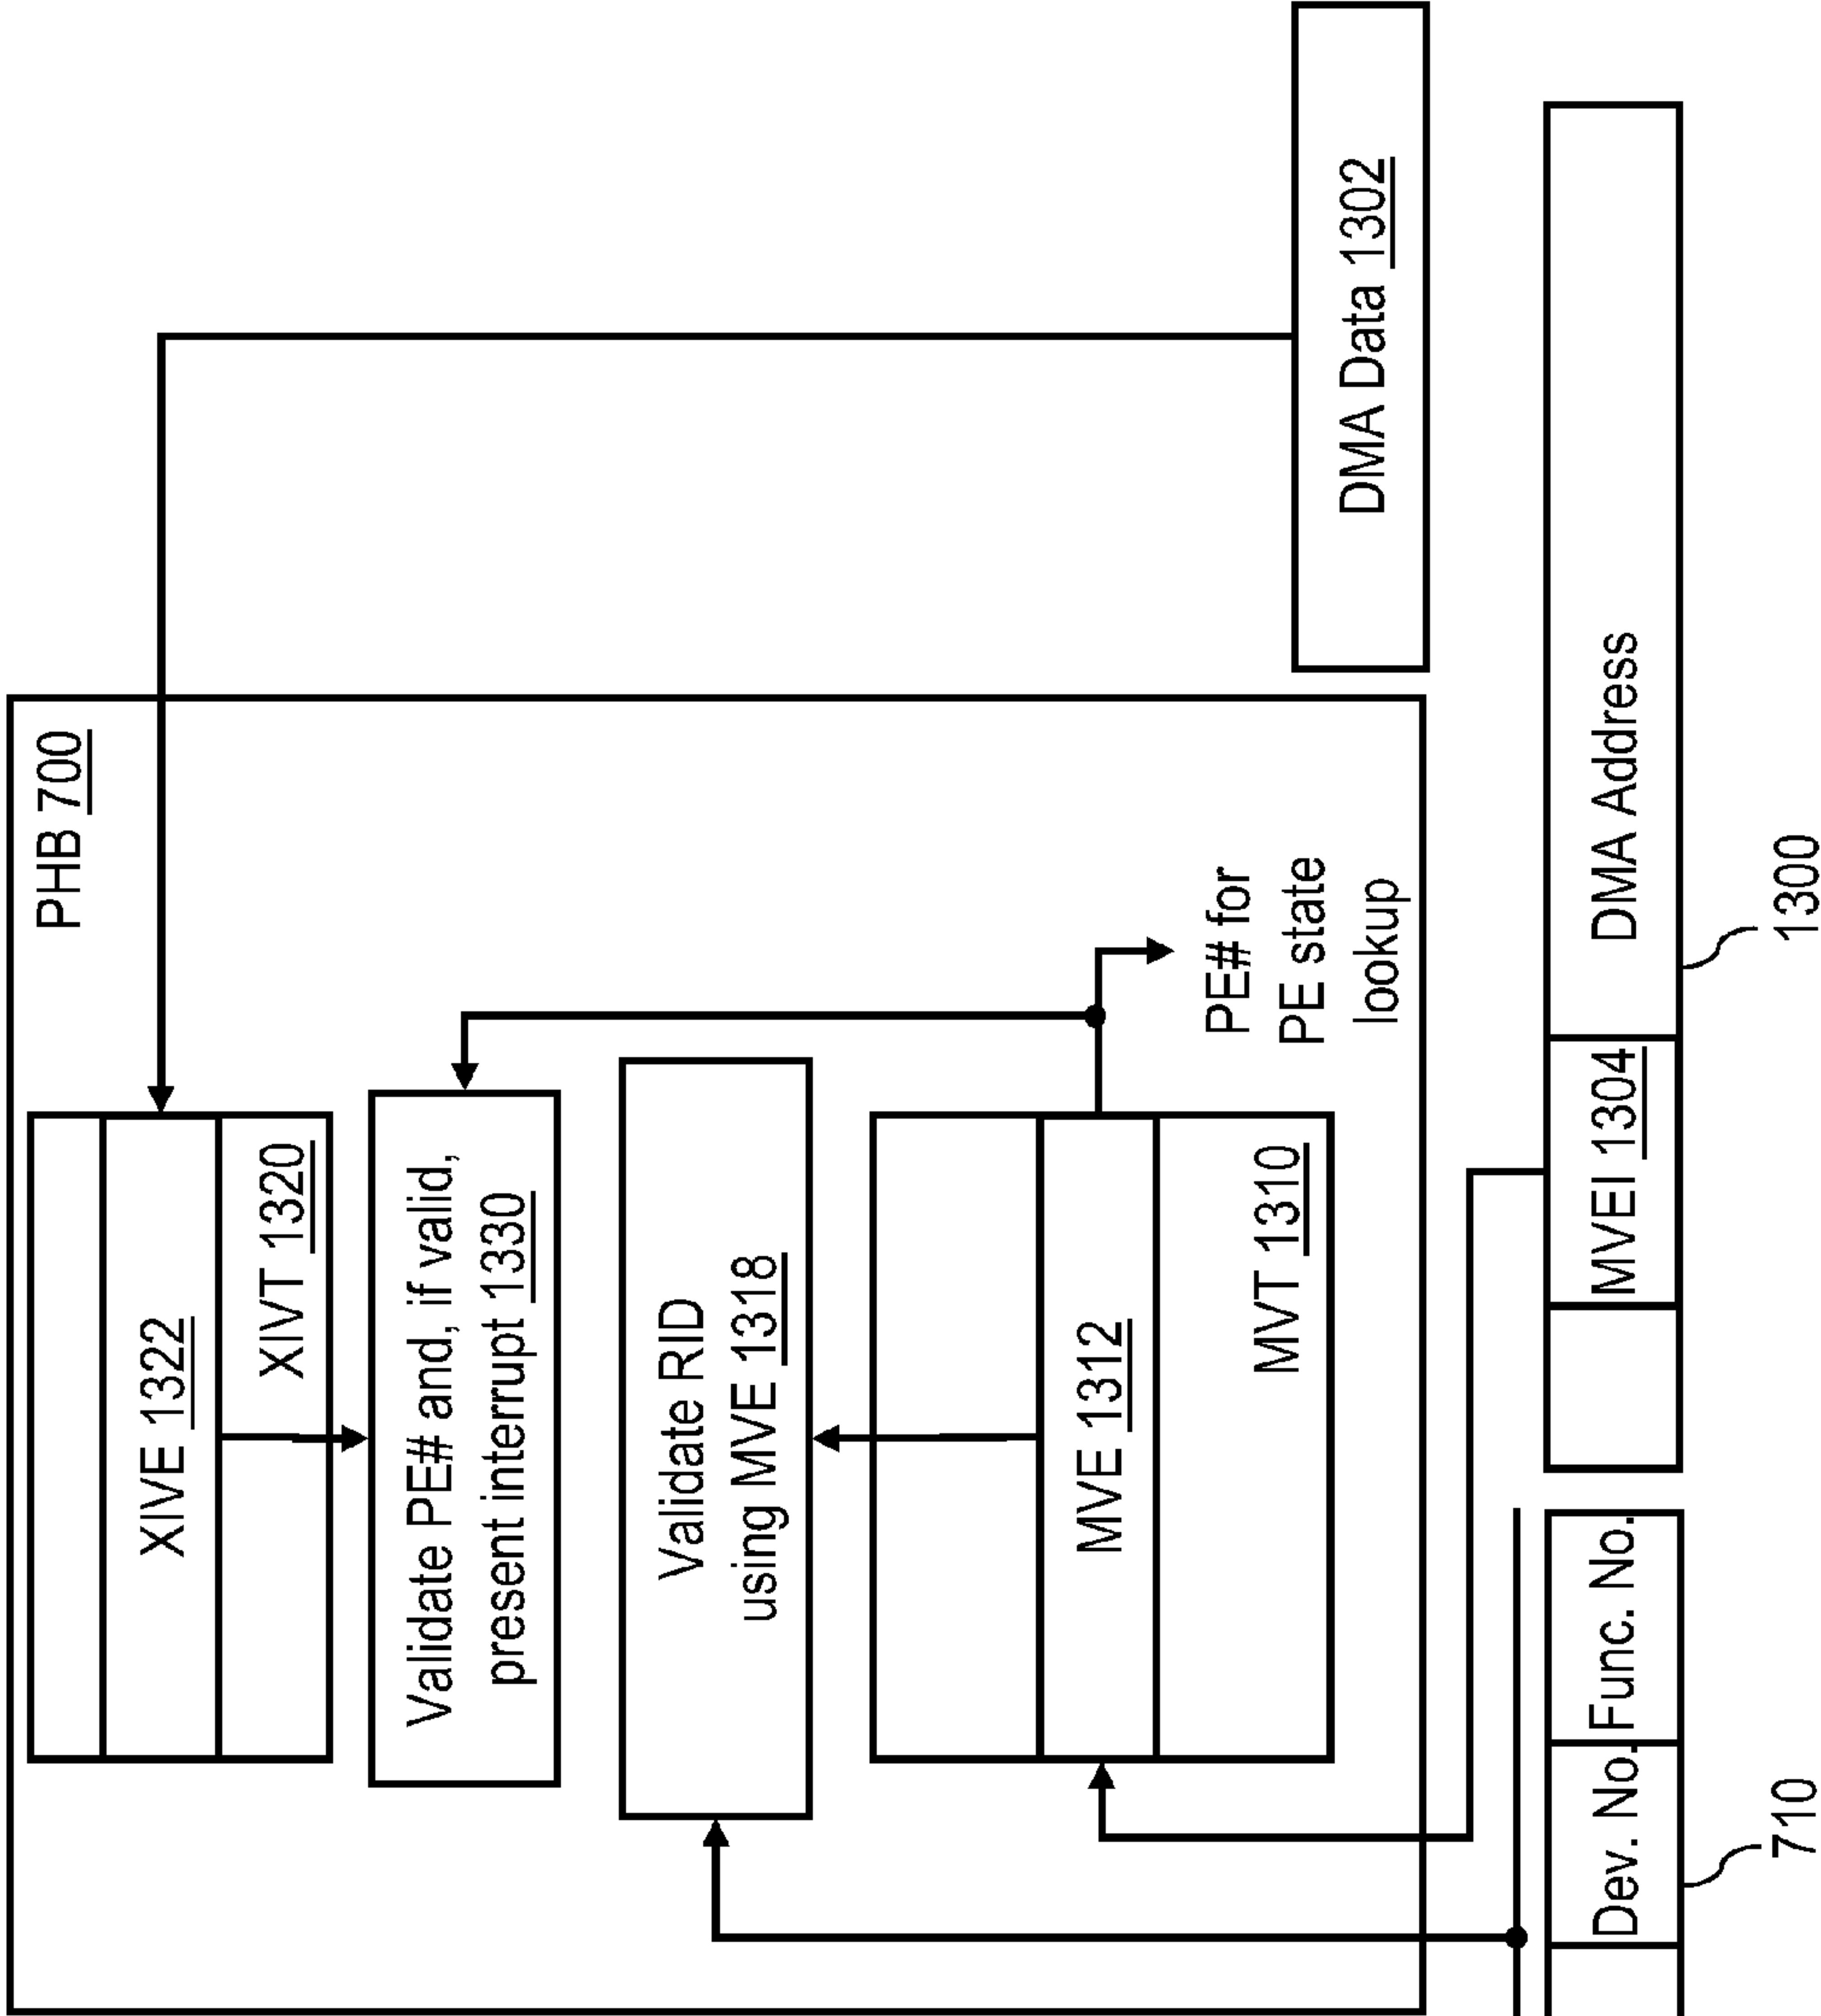 PHB 700
XIVE 1322
XIVT 1320
Validate PE# and, if valid,
present interrupt 1330
Validate RID
using MVE 1318
MVE 1312
MVT 1310
PE# for
PE state
lookup
DMA Data 1302
Dev. No.
Func. No.
MVEI 1304
DMA Address
710
1300